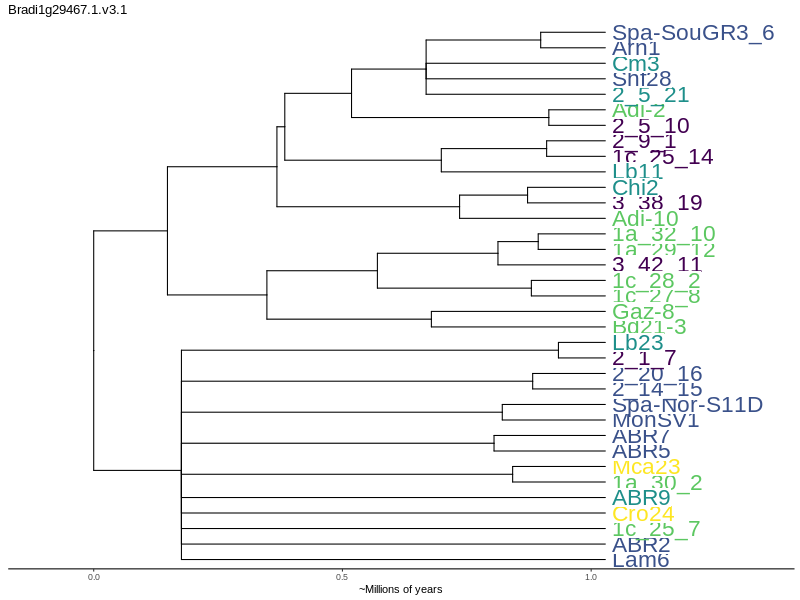 Bradi1g29467.1.v3.1
Spa-SouGR3_6
Arn1
Cm3
Snf28
2_5_21
Adi-2
2_5_10
2_9_1
1c_25_14
Lb11
Chi2
3_38_19
Adi-10
1a_32_10
1a_29_12
3_42_11
1c_28_2
1c_27_8
Gaz-8
Bd21-3
Lb23
2_1_7
2_20_16
2_14_15
Spa-Nor-S11D
MonSV1
ABR7
ABR5
Mca23
1a_30_2
ABR9
Cro24
1c_25_7
ABR2
Lam6
0.0 0.5 1.0
~Millions of years